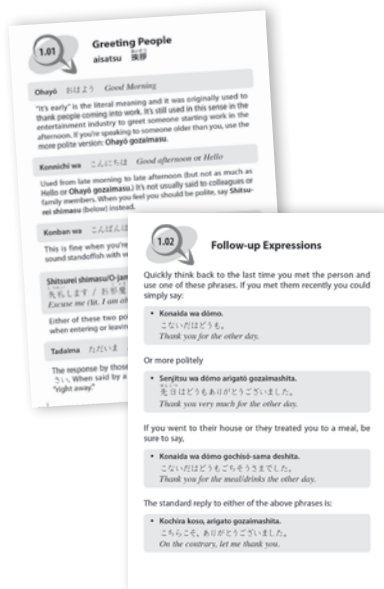 1.01
Greeting People
aisatsu 挨拶
Ohayō おはよう Good Morning
"It's early" is the literal meaning and it was originally used to
thank people coming into work. It's still used in this sense in the
entertainment industry to greet someone starting work in the
afternoon. If you're speaking to someone older than you, use the
more polite version: Ohayō gozaimasu.
Konnichi wa こんにちは Good afternoon or Hello
Used from late morning to late afternoon (but not as much as
Hello or Ohayō gozaimasu.) It's not usually said to colleagues or
family members. When you feel you should be polite, say Shitsu-
rei shimasu (below) instead.
Konban wa こんばんは
This is fine when you're
sound standoffish with
Shitsurei shimasu/O-jam
失礼します / お邪魔
Excuse me (lit. I am
Either of these two
when entering or
Tadaima ただいま
The response by those
さい. When said by a
"right away."
1.02
Follow-up Expressions
Quickly think back to the last time you met the person and
use one of these phrases. If you met them recently you could
simply say:
• Konaida wa dōmo.
こないだはどうも。
Thank you for the other day.
Or more politely
• Senjitsu wa dōmo arigatō gozaimashita.
先日はどうもありがとうございました。
Thank you very much for the other day.
If you went to their house or they treated you to a meal, be
sure to say,
• Konaida wa dōmo gochisō-sama deshita.
こないだはどうもごちそうさまでした。
Thank you for the meal/drinks the other day.
The standard reply to either of the above phrases is:
• Kochira koso, arigato gozaimashita.
こちらこそ、ありがとうございました。
On the contrary, let me thank you.